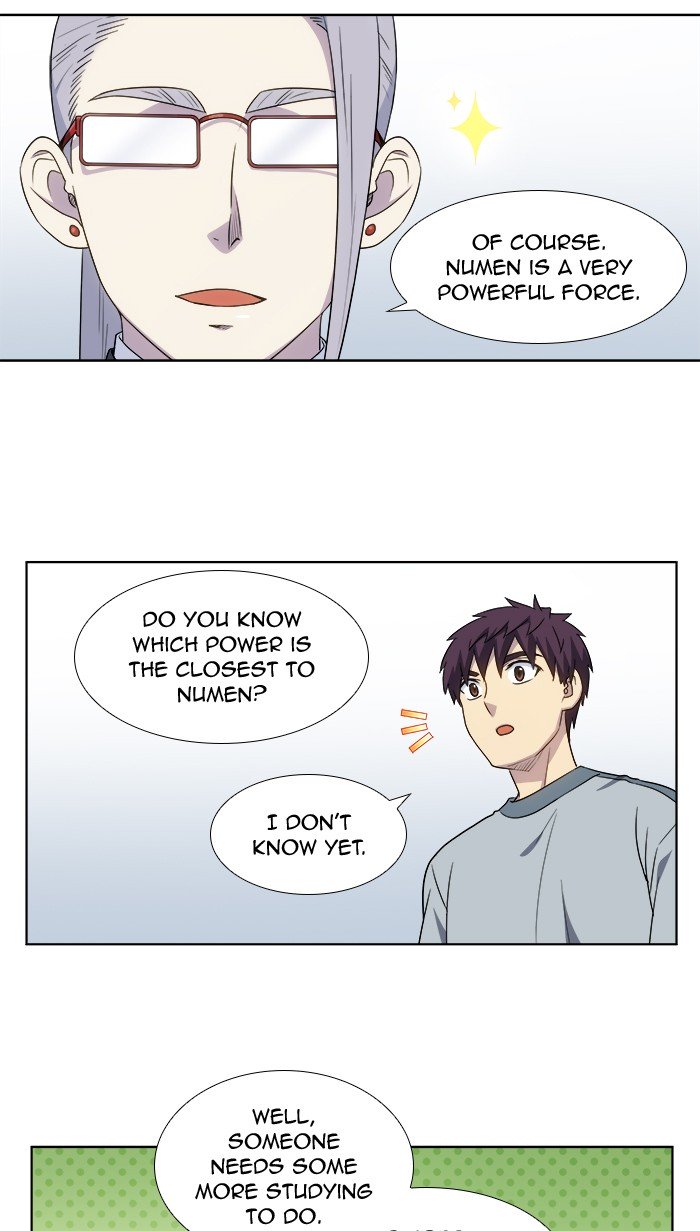 OF COURSE.
NUMEN IS A VERY
POWERFUL FORCE.
DO YOU KNOW
WHICH POWER IS
THE CLOSEST TO
NUMEN?
I DON'T
KNOW YET.
WELL,
SOMEONE
NEEDS SOME
MORE STUDYING
TO DO.